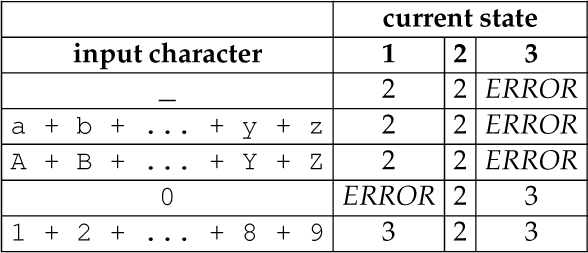 current state
input character 1 2 3
_ 2 2 ERROR
a + b + ... + y + z 2 2 ERROR
A + B + ... + Y + Z 2 2 ERROR
0 ERROR 2 3
1 + 2 + ... + 8 + 9 3 2 3